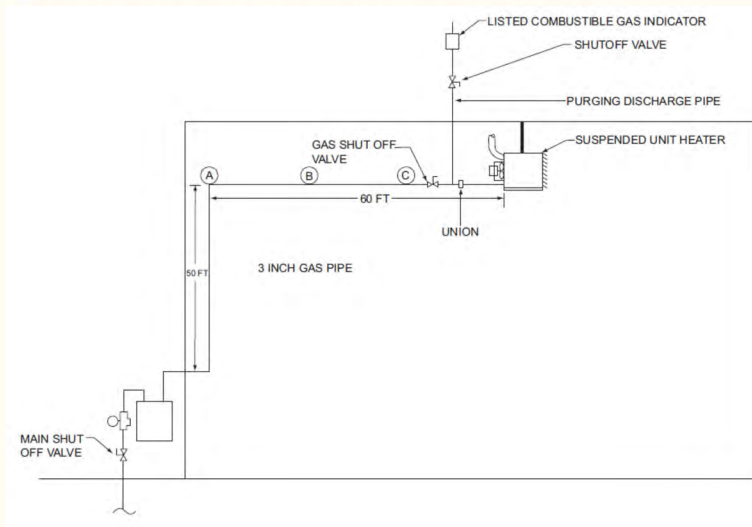 LISTED COMBUSTIBLE GAS INDICATOR
SHUTOFF VALVE
PURGING DISCHARGE PIPE
GAS SHUT OFF
VALVE
SUSPENDED UNIT HEATER
A
B
C
60 FT
UNION
50 FT
3 INCH GAS PIPE
MAIN SHUT
OFF VALVE